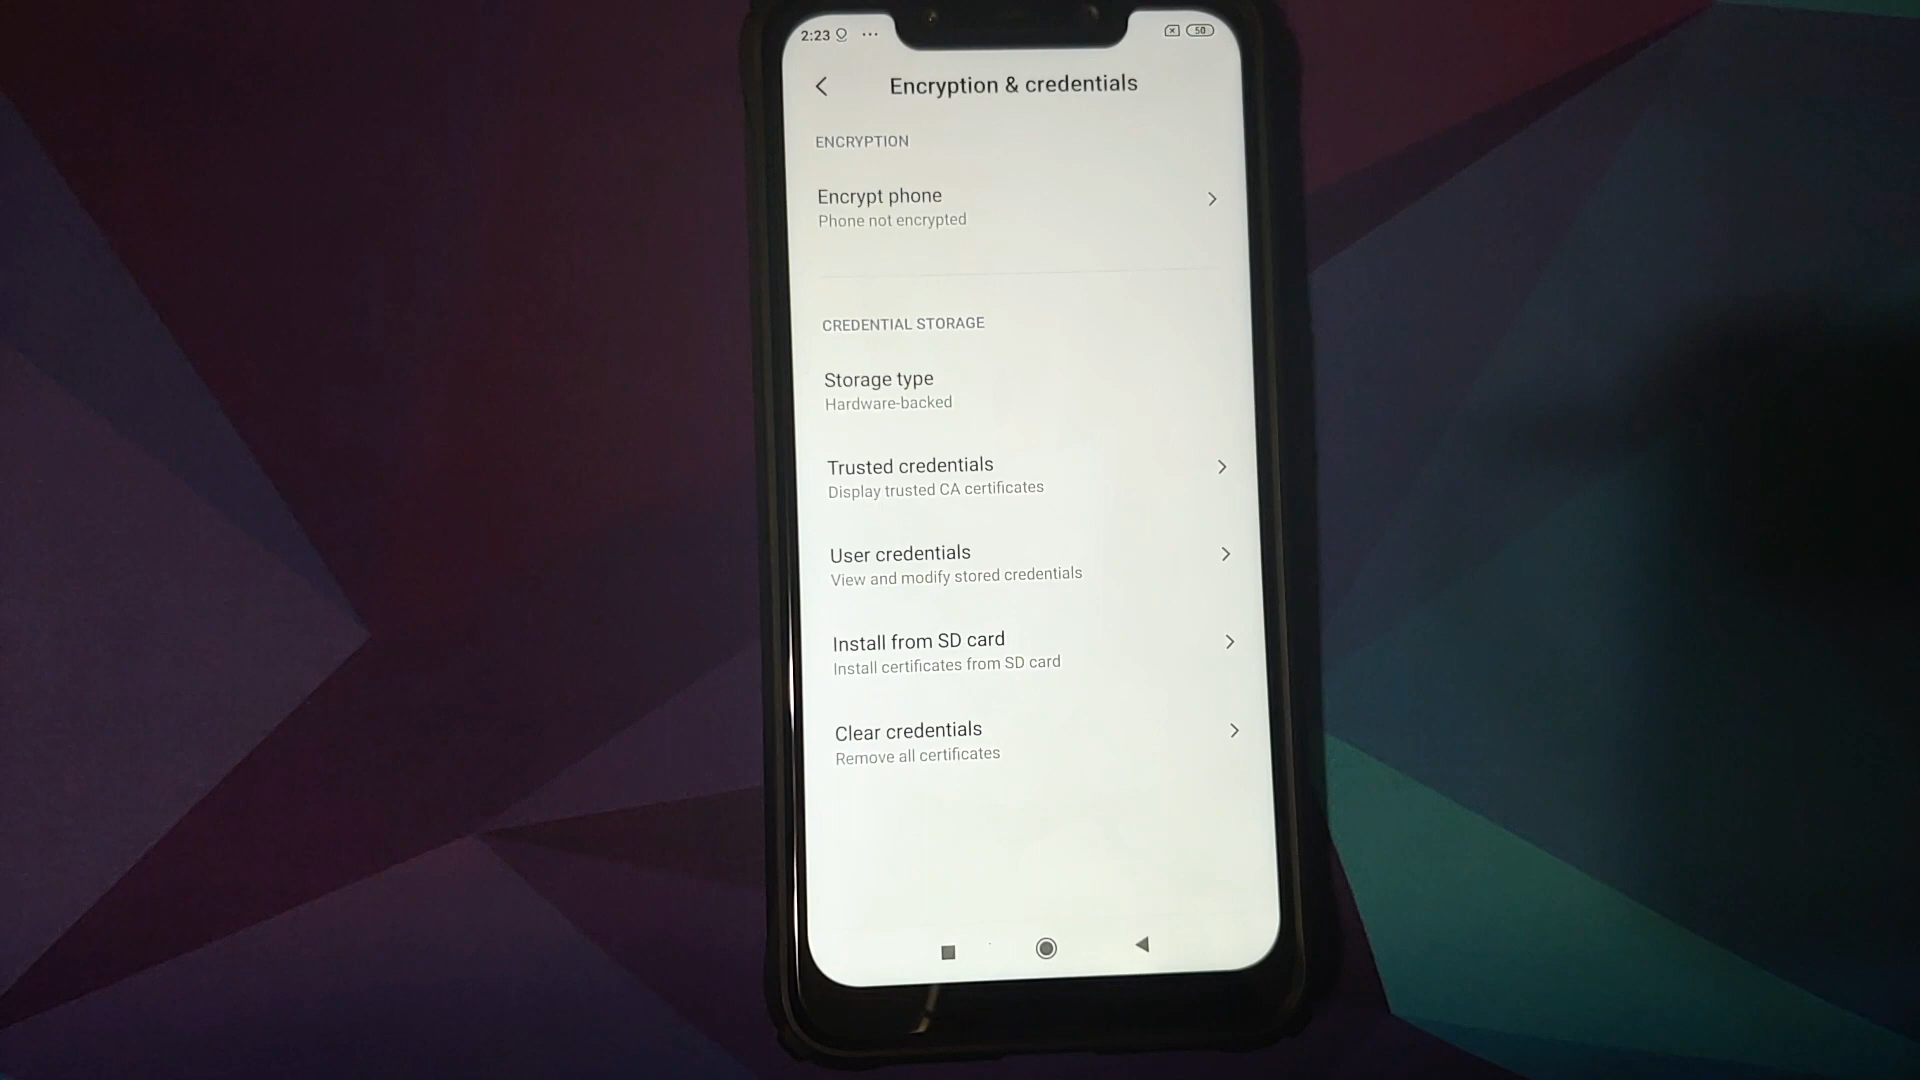 2:23 ...
50
Encryption & credentials
ENCRYPTION
Encrypt phone
Phone not encrypted
CREDENTIAL STORAGE
Storage type
Hardware-backed
Trusted credentials
Display trusted CA certificates
User credentials
View and modify stored credentials
Install from SD card
Install certificates from SD card
Clear credentials
Remove all certificates